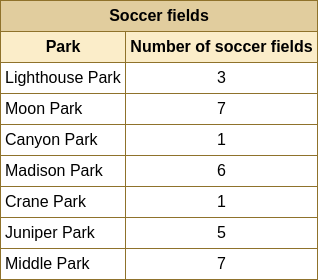 Soccer fields
Park Number of soccer fields
Lighthouse Park 3
Moon Park 7
Canyon Park 1
Madison Park 6
Crane Park 1
Juniper Park 5
Middle Park 7